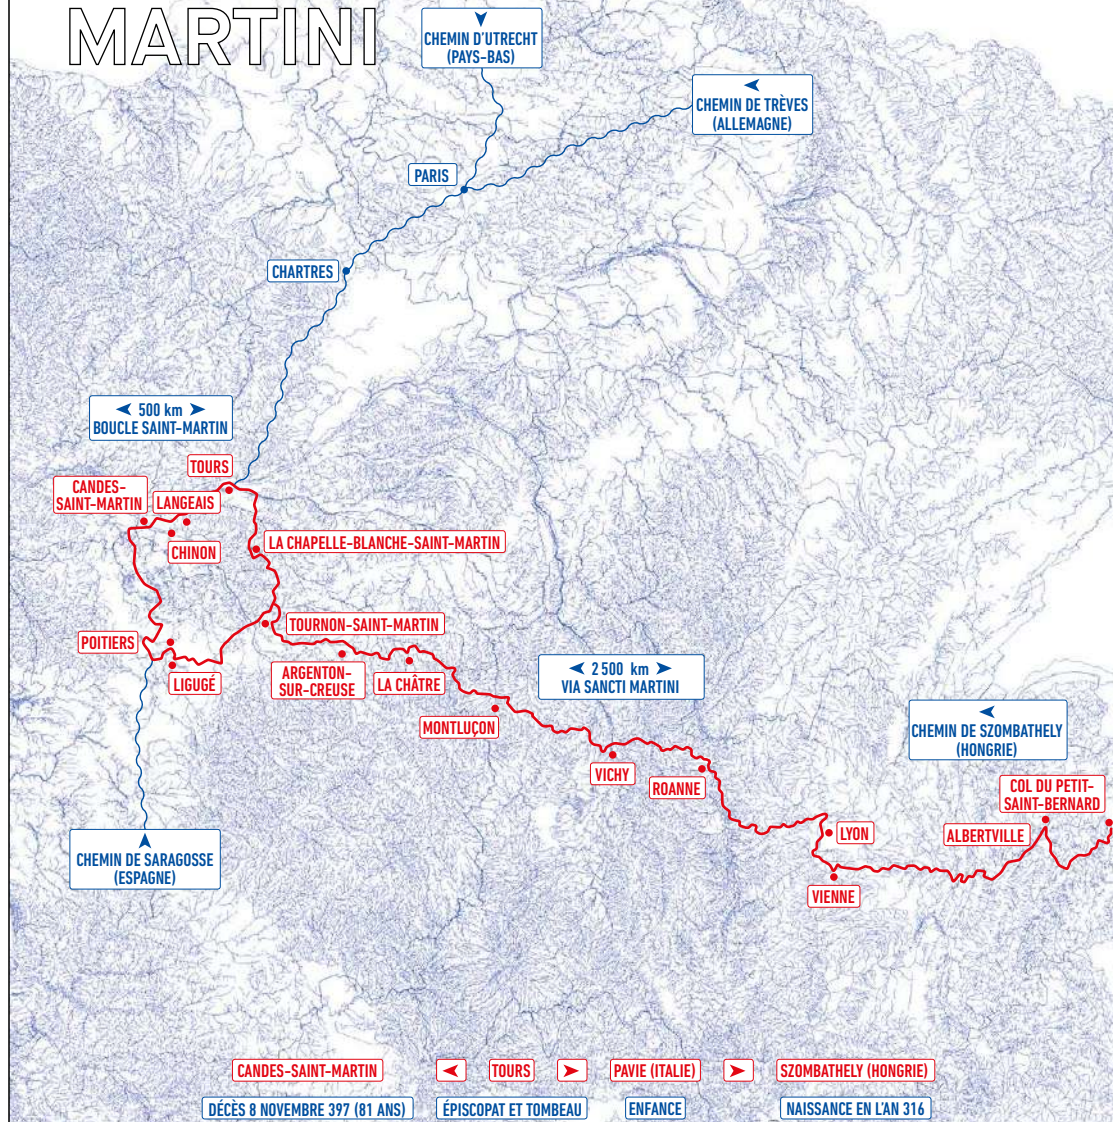 MARTINI
CHEMIN D'UTRECHT
(PAYS-BAS)
CHEMIN DE TRÈVES
(ALLEMAGNE)
PARIS
CHARTRES
500 km
BOUCLE SAINT-MARTIN
TOURS
CANDES-
SAINT-MARTIN
LANGEAIS
CHINON
LA CHAPELLE-BLANCHE-SAINT-MARTIN
TOURNON-SAINT-MARTIN
POITIERS
LIGUGÉ
ARGENTON-
SUR-CREUSE
LA CHÂTRE
2 500 km
VIA SANCTI MARTINI
MONTLUÇON
CHEMIN DE SZOMBATHELY
(HONGRIE)
VICHY
ROANNE
COL DU PETIT-
SAINT-BERNARD
ALBERTVILLE
LYON
VIENNE
CHEMIN DE SARAGOSSE
(ESPAGNE)
CANDES-SAINT-MARTIN TOURS PAVIE (ITALIE) SZOMBATHELY (HONGRIE)
DÉCÈS 8 NOVEMBRE 397 (81 ANS) ÉPISCOPAT ET TOMBEAU ENFANCE NAISSANCE EN L'AN 316